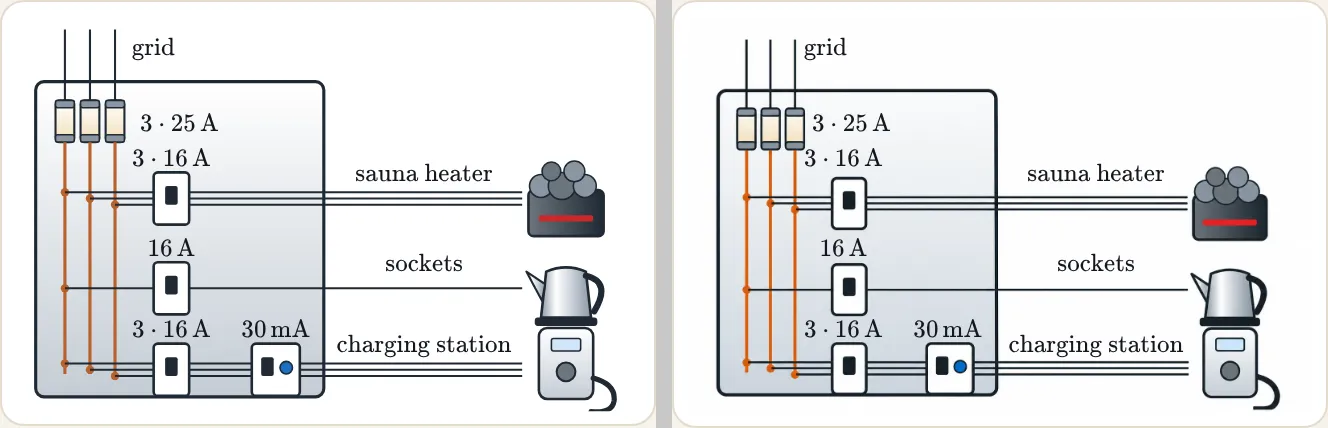 grid
3 · 25 A
3 · 16 A
sauna heater
16 A
sockets
3 · 16 A
30 mA
charging station
grid
3 · 25 A
3 · 16 A
sauna heater
16 A
sockets
3 · 16 A
30 mA
charging station